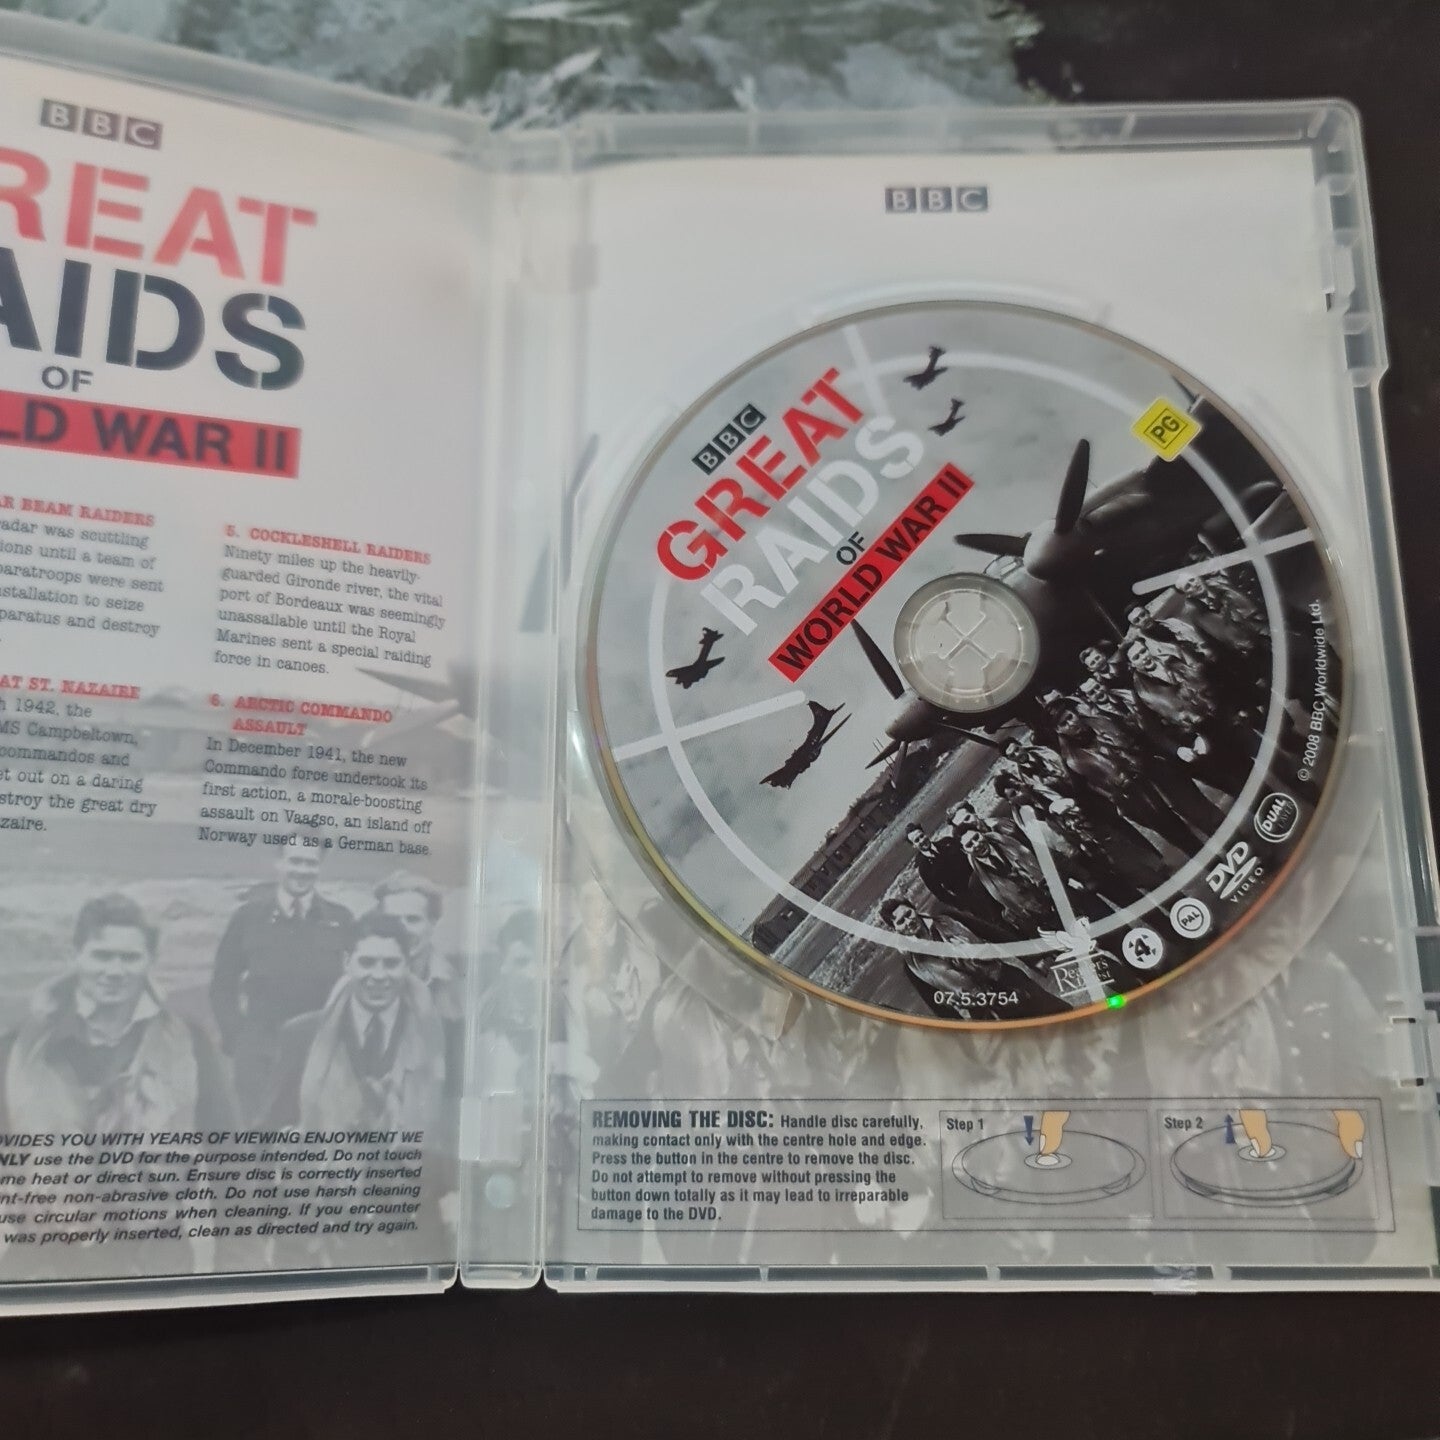 BBC
REAT
AIDS
OF
LD WAR II
AR BEAM RAIDERS
adar was scuttling
ions until a team of
paratroops were sent
stallation to seize
paratus and destroy
AT ST. NAZAIRE
h 1942, the
MS Campbeltown,
commandos and
et out on a daring
stroy the great dry
zaire.
5. COCKLESHELL RAIDERS
Ninety miles up the heavily-
guarded Gironde river, the vital
port of Bordeaux was seemingly
unassailable until the Royal
Marines sent a special raiding
force in canoes.
6. ARCTIC COMMANDO
ASSAULT
In December 1941, the new
Commando force undertook its
first action, a morale-boosting
assault on Vaagso, an island off
Norway used as a German base.
OVIDES YOU WITH YEARS OF VIEWING ENJOYMENT WE
NLY use the DVD for the purpose intended. Do not touch
me heat or direct sun. Ensure disc is correctly inserted
nt-free non-abrasive cloth. Do not use harsh cleaning
use circular motions when cleaning. If you encounter
was properly inserted, clean as directed and try again.
BBC
BBC
GREAT
RAIDS
OF
WORLD WAR II
PG
© 2008 BBC Worldwide Ltd.
DUAL
LAYER
DVD
VIDEO
PAL
4
Reader's
Digest
07.5.3754
REMOVING THE DISC: Handle disc carefully,
making contact only with the centre hole and edge.
Press the button in the centre to remove the disc.
Do not attempt to remove without pressing the
button down totally as it may lead to irreparable
damage to the DVD.
Step 1
Step 2